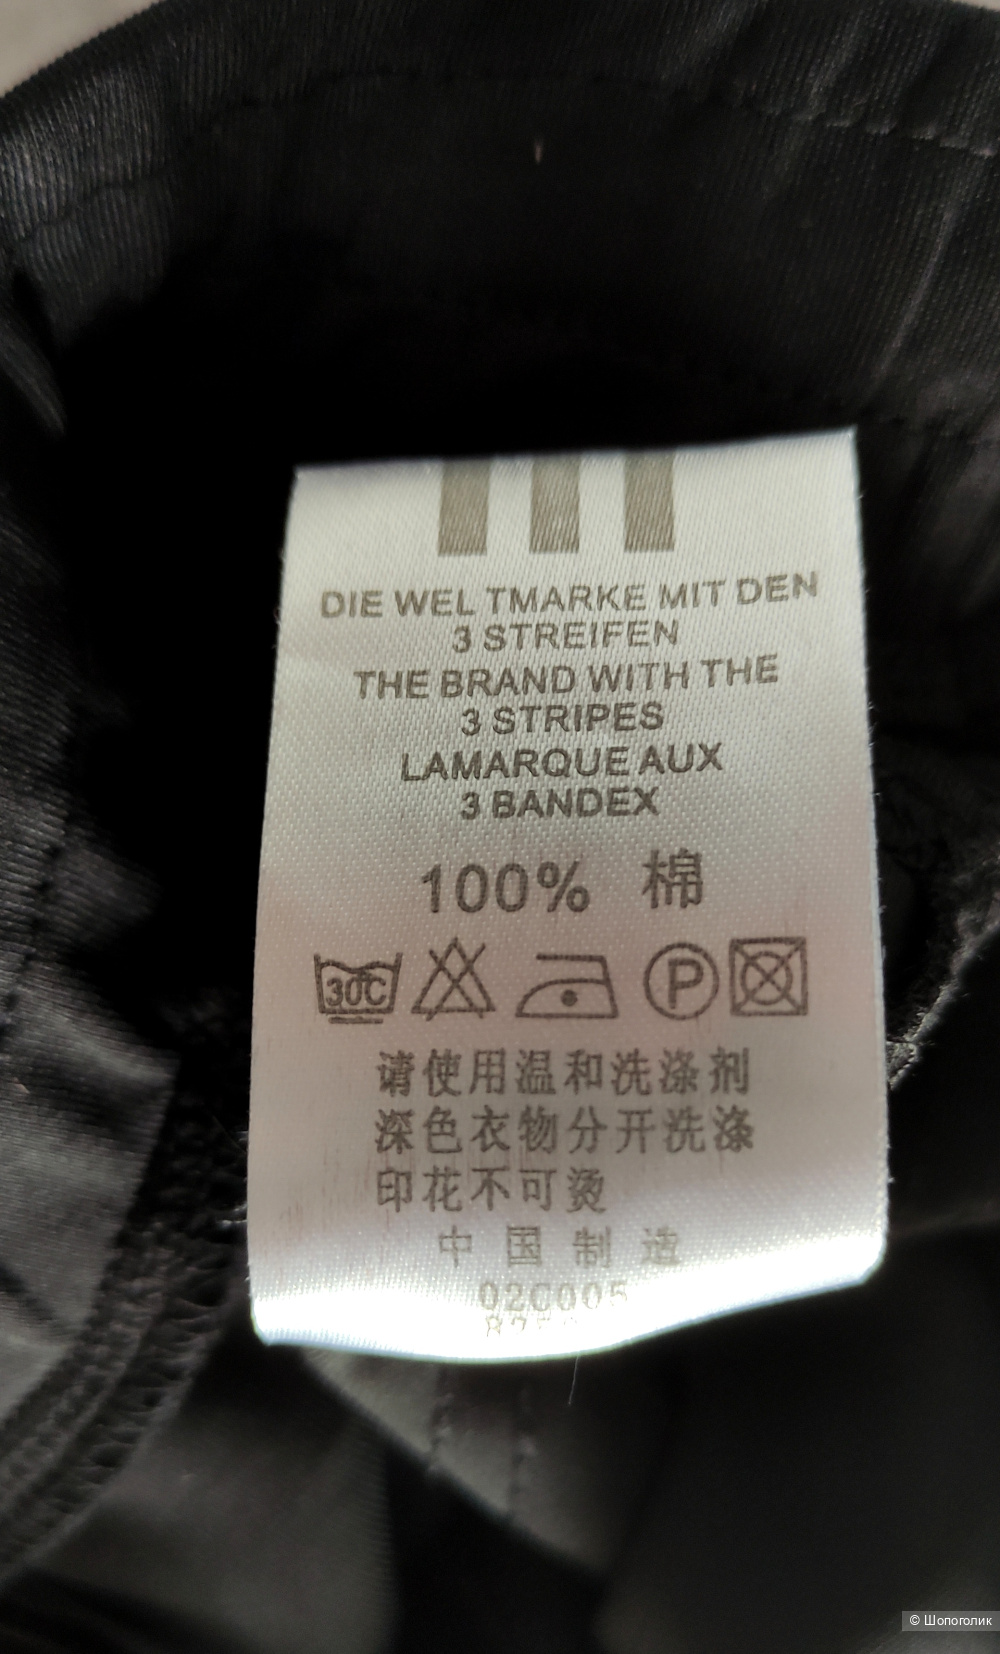 DIE WEL TMARKE MIT DEN
3 STREIFEN
THE BRAND WITH THE
3 STRIPES
LAMARQUE AUX
3 BANDEX
100% 棉
30C P
请使用温和洗涤剂
深色衣物分开洗涤
印花不可烫
中国制造
02C005
© Шопоголик